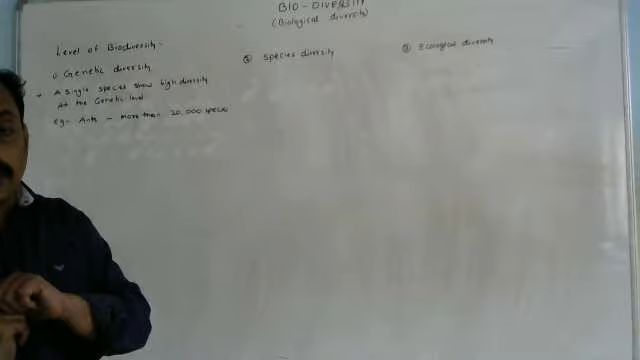 BIO - DIVERSITY
(Biological diversity)
Level of Biodiversity -
1) Genetic diversity
② Species diversity
③ Ecological diversity
* A single species show high diversity
At the Genetic level
eg:- Ants - more than 20,000 species